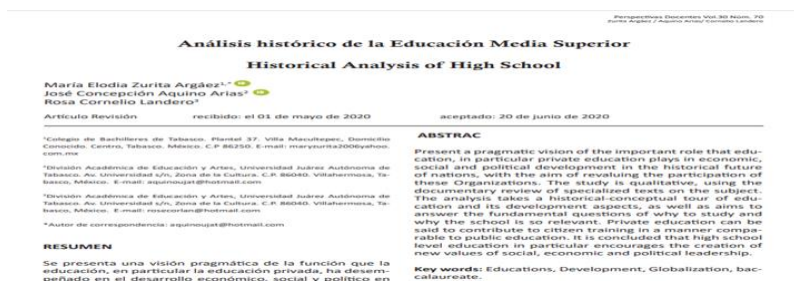 Perspectivas Docentes Vol.30 Núm. 70
Zurita Argáez / Aquino Arias/ Cornelio Landero
Análisis histórico de la Educación Media Superior
Historical Analysis of High School
María Elodia Zurita Argáez¹·*
José Concepción Aquino Arias²
Rosa Cornelio Landero³
Artículo Revisión recibido: el 01 de mayo de 2020 aceptado: 20 de junio de 2020
¹Colegio de Bachilleres de Tabasco. Plantel 37. Villa Macultepec, Domicilio
Conocido. Centro, Tabasco. México. C.P 86250. E-mail: maryzurita2006yahoo.
com.mx
²División Académica de Educación y Artes, Universidad Juárez Autónoma de
Tabasco. Av. Universidad s/n, Zona de la Cultura. C.P. 86040. Villahermosa, Ta-
basco, México. E-mail: aquinoujat@hotmail.com
³División Académica de Educación y Artes, Universidad Juárez Autónoma de
Tabasco. Av. Universidad s/n, Zona de la Cultura. C.P. 86040. Villahermosa, Ta-
basco, México. E-mail: rosecorlan@hotmail.com
*Autor de correspondencia: aquinoujat@hotmail.com
RESUMEN
Se presenta una visión pragmática de la función que la
educación, en particular la educación privada, ha desem-
peñado en el desarrollo económico, social y político en
ABSTRAC
Present a pragmatic vision of the important role that edu-
cation, in particular private education plays in economic,
social and political development in the historical future
of nations, with the aim of revaluing the participation of
these Organizations. The study is qualitative, using the
documentary review of specialized texts on the subject.
The analysis takes a historical-conceptual tour of edu-
cation and its development aspects, as well as aims to
answer the fundamental questions of why to study and
why the school is so relevant. Private education can be
said to contribute to citizen training in a manner compa-
rable to public education. It is concluded that high school
level education in particular encourages the creation of
new values of social, economic and political leadership.
Key words: Educations, Development, Globalization, bac-
calaureate.